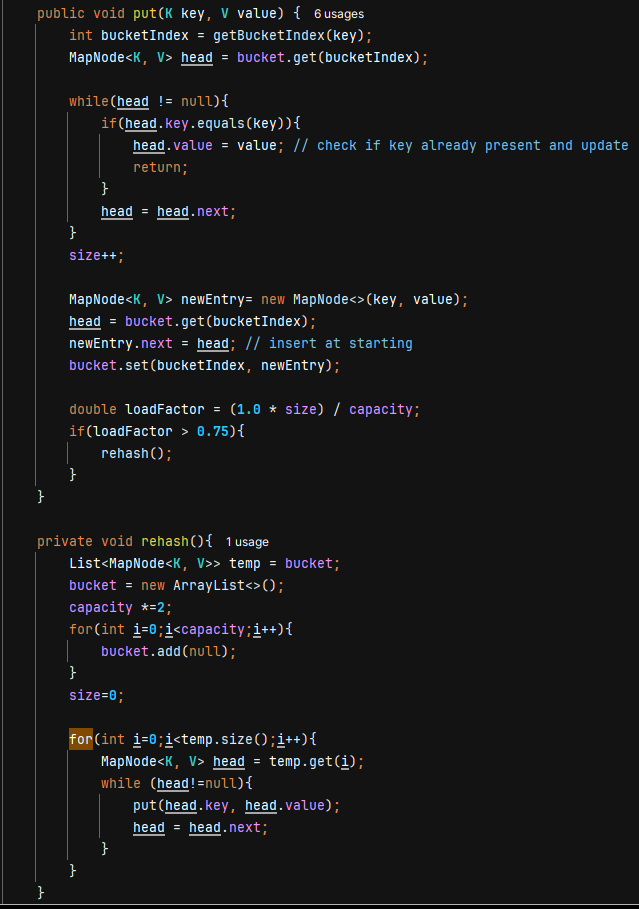 public void put(K key, V value) { 6 usages
    int bucketIndex = getBucketIndex(key);
    MapNode<K, V> head = bucket.get(bucketIndex);

    while(head != null){
        if(head.key.equals(key)){
            head.value = value; // check if key already present and update
            return;
        }
        head = head.next;
    }
    size++;

    MapNode<K, V> newEntry= new MapNode<>(key, value);
    head = bucket.get(bucketIndex);
    newEntry.next = head; // insert at starting
    bucket.set(bucketIndex, newEntry);

    double loadFactor = (1.0 * size) / capacity;
    if(loadFactor > 0.75){
        rehash();
    }
}

private void rehash(){ 1 usage
    List<MapNode<K, V>> temp = bucket;
    bucket = new ArrayList<>();
    capacity *=2;
    for(int i=0;i<capacity;i++){
        bucket.add(null);
    }
    size=0;

    for(int i=0;i<temp.size();i++){
        MapNode<K, V> head = temp.get(i);
        while (head!=null){
            put(head.key, head.value);
            head = head.next;
        }
    }
}